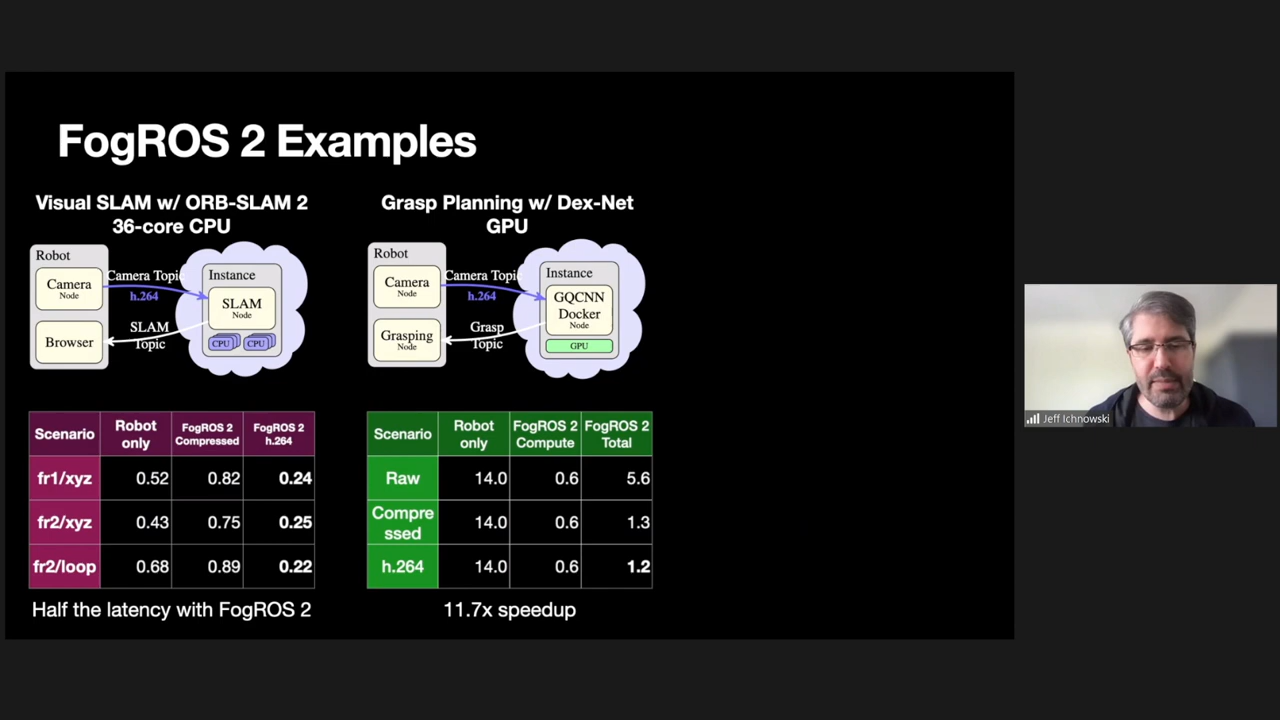 FogROS 2 Examples
Visual SLAM w/ ORB-SLAM 2
36-core CPU
Robot
Camera
Node
Browser
Camera Topic
h.264
SLAM
Topic
Instance
SLAM
Node
CPU CPU
Scenario Robot only FogROS 2 Compressed FogROS 2 h.264
fr1/xyz 0.52 0.82 0.24
fr2/xyz 0.43 0.75 0.25
fr2/loop 0.68 0.89 0.22
Half the latency with FogROS 2
Grasp Planning w/ Dex-Net
GPU
Robot
Camera
Node
Grasping
Node
Camera Topic
h.264
Grasp
Topic
Instance
GQCNN
Docker
Node
GPU
Scenario Robot only FogROS 2 Compute FogROS 2 Total
Raw 14.0 0.6 5.6
Compre
ssed 14.0 0.6 1.3
h.264 14.0 0.6 1.2
11.7x speedup
Jeff Ichnowski